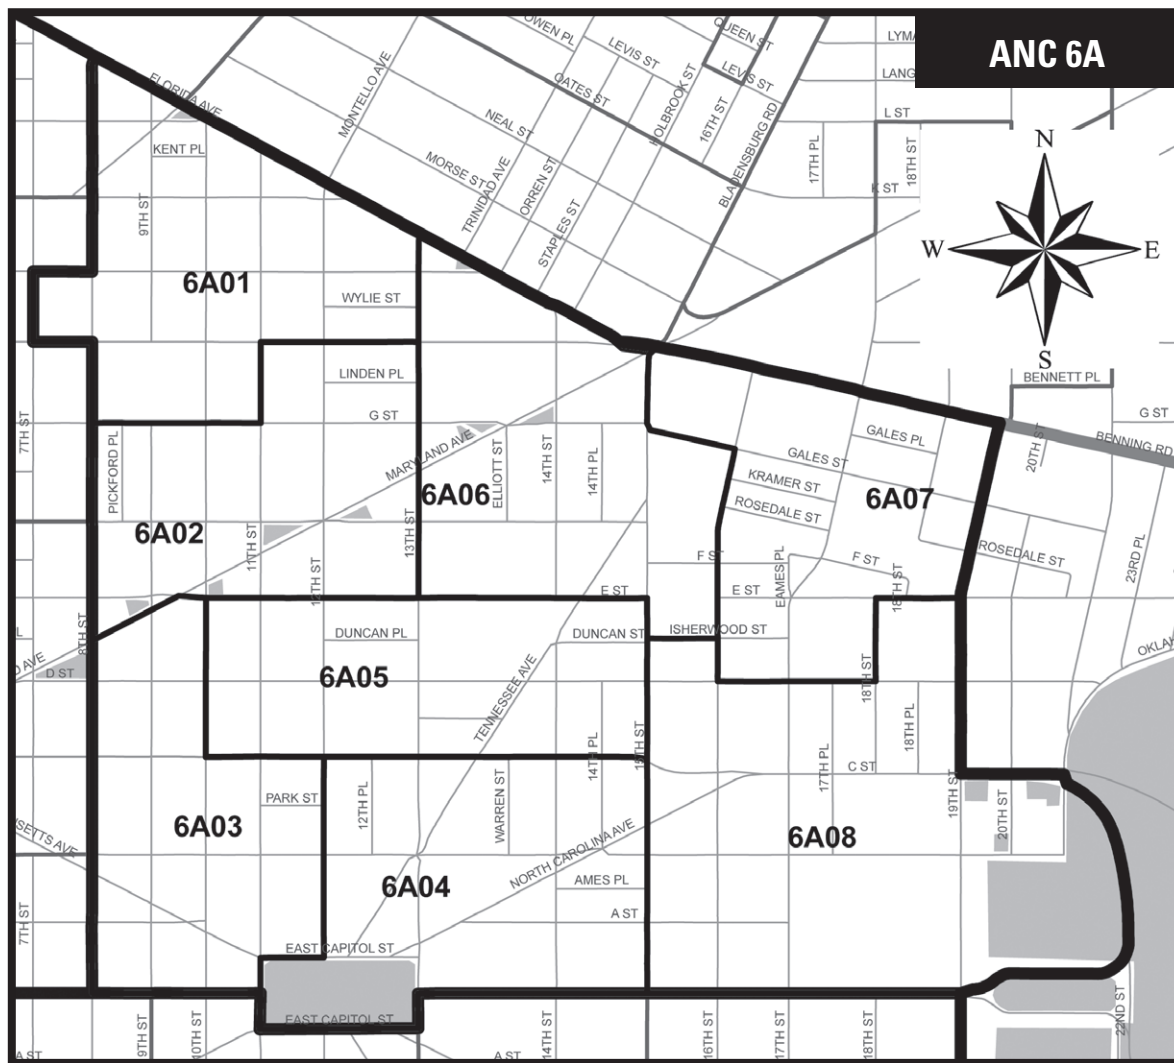 ANC 6A
N
W
E
S
OWEN PL
QUEEN ST
LEVIS ST
LEVIS ST
OATES ST
HOLBROOK ST
16TH ST
BLADENSBURG RD
MONTELLO AVE
NEAL ST
MORSE ST
TRINIDAD AVE
ORREN ST
STAPLES ST
FLORIDA AVE
L ST
17TH PL
18TH ST
K ST
KENT PL
9TH ST
6A01
WYLIE ST
LINDEN PL
G ST
MARYLAND AVE
7TH ST
PICKFORD PL
6A02
11TH ST
12TH ST
13TH ST
6A06
ELLIOTT ST
14TH ST
14TH PL
GALES PL
GALES ST
KRAMER ST
ROSEDALE ST
6A07
BENNETT PL
G ST
20TH ST
BENNING RD
ROSEDALE ST
23RD PL
F ST
F ST
EAMES PL
18TH ST
E ST
E ST
8TH ST
D ST
DUNCAN PL
DUNCAN ST
ISHERWOOD ST
6A05
TENNESSEE AVE
14TH PL
15TH ST
18TH ST
18TH PL
17TH PL
C ST
19TH ST
20TH ST
PARK ST
12TH PL
WARREN ST
6A03
6A04
6A08
NORTH CAROLINA AVE
AMES PL
A ST
7TH ST
EAST CAPITOL ST
EAST CAPITOL ST
22ND ST
A ST
9TH ST
10TH ST
A ST
14TH ST
16TH ST
17TH ST
18TH ST